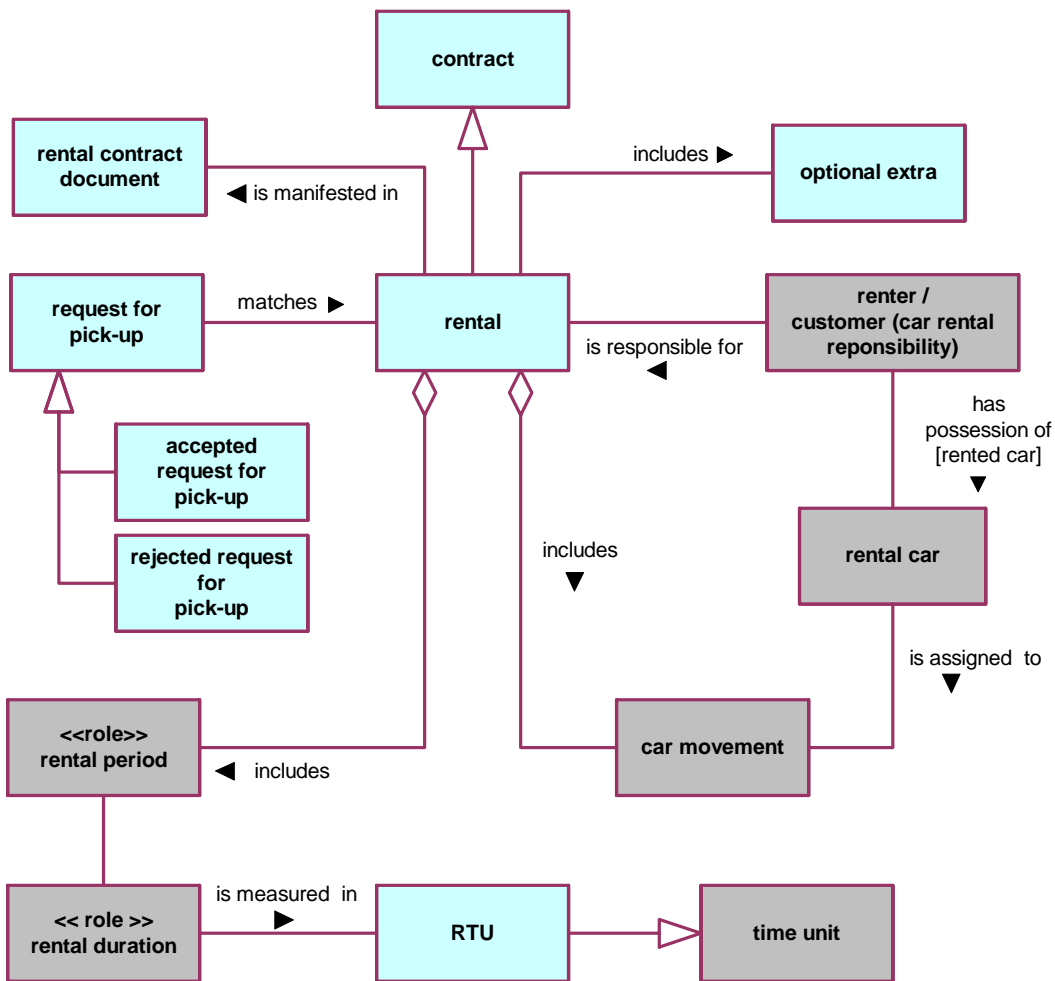 contract
rental contract
document
includes
optional extra
is manifested in
request for
pick-up
matches
rental
renter /
customer (car rental
reponsibility)
is responsible for
has
possession of
[rented car]
accepted
request for
pick-up
rejected request
for
pick-up
includes
rental car
is assigned  to
<<role>>
rental period
includes
car movement
<< role >>
rental duration
is measured  in
RTU
time unit